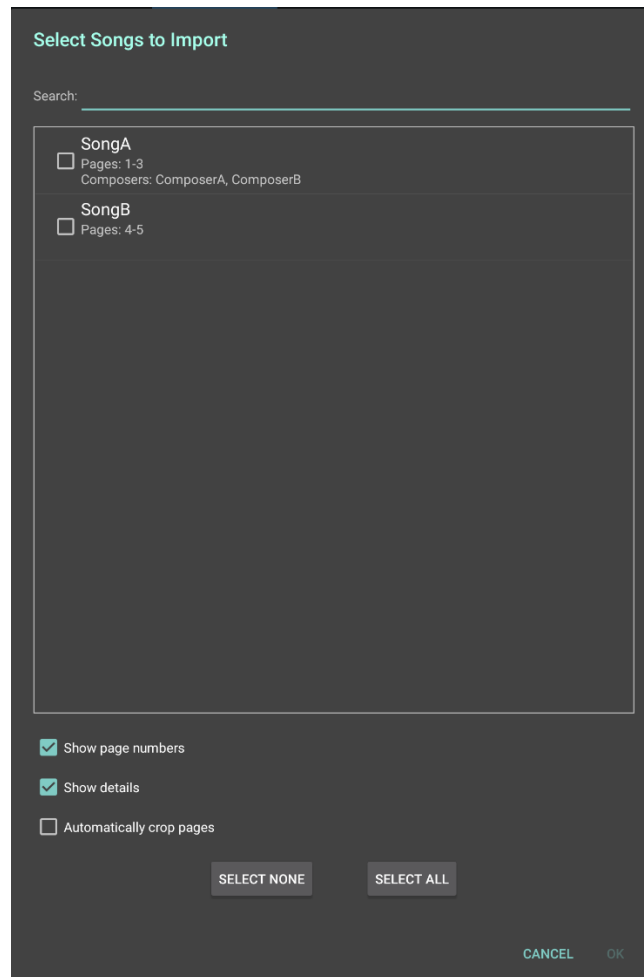 Select Songs to Import
Search:
SongA
Pages: 1-3
Composers: ComposerA, ComposerB
SongB
Pages: 4-5
Show page numbers
Show details
Automatically crop pages
SELECT NONE SELECT ALL
CANCEL OK